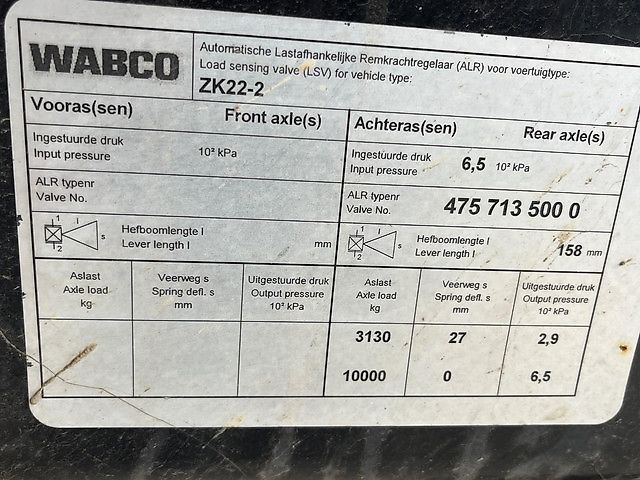 WABCO
Automatische Lastafhankelijke Remkrachtregelaar (ALR) voor voertuigtype:
Load sensing valve (LSV) for vehicle type:
ZK22-2
Vooras(sen) Front axle(s)
Ingestuurde druk
Input pressure 10² kPa
ALR typenr
Valve No.
1 l s 2
Hefboomlengte l
Lever length l mm
Aslast Veerweg s Uitgestuurde druk
Axle load Spring defl. s Output pressure
kg mm 10² kPa
Achteras(sen) Rear axle(s)
Ingestuurde druk
Input pressure 6,5 10² kPa
ALR typenr
Valve No. 475 713 500 0
1 l s 2
Hefboomlengte l
Lever length l 158 mm
Aslast Veerweg s Uitgestuurde druk
Axle load Spring defl. s Output pressure
kg mm 10² kPa
3130 27 2,9
10000 0 6,5